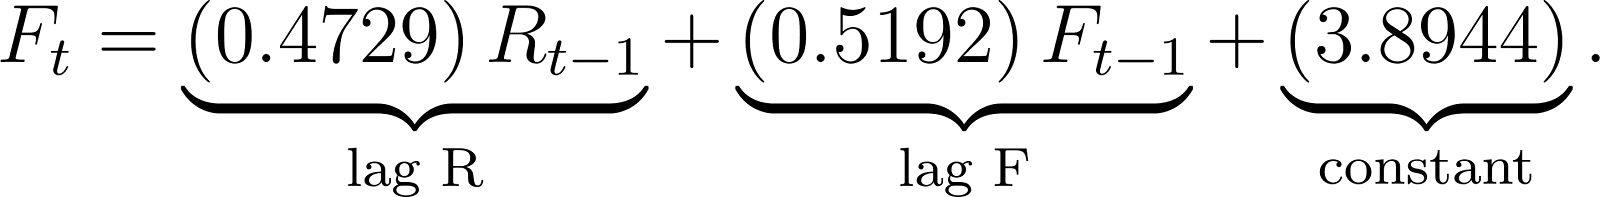 F_t = (0.4729) R_{t−1} + (0.5192) F_{t−1} + (3.8944) .
lag R lag F constant